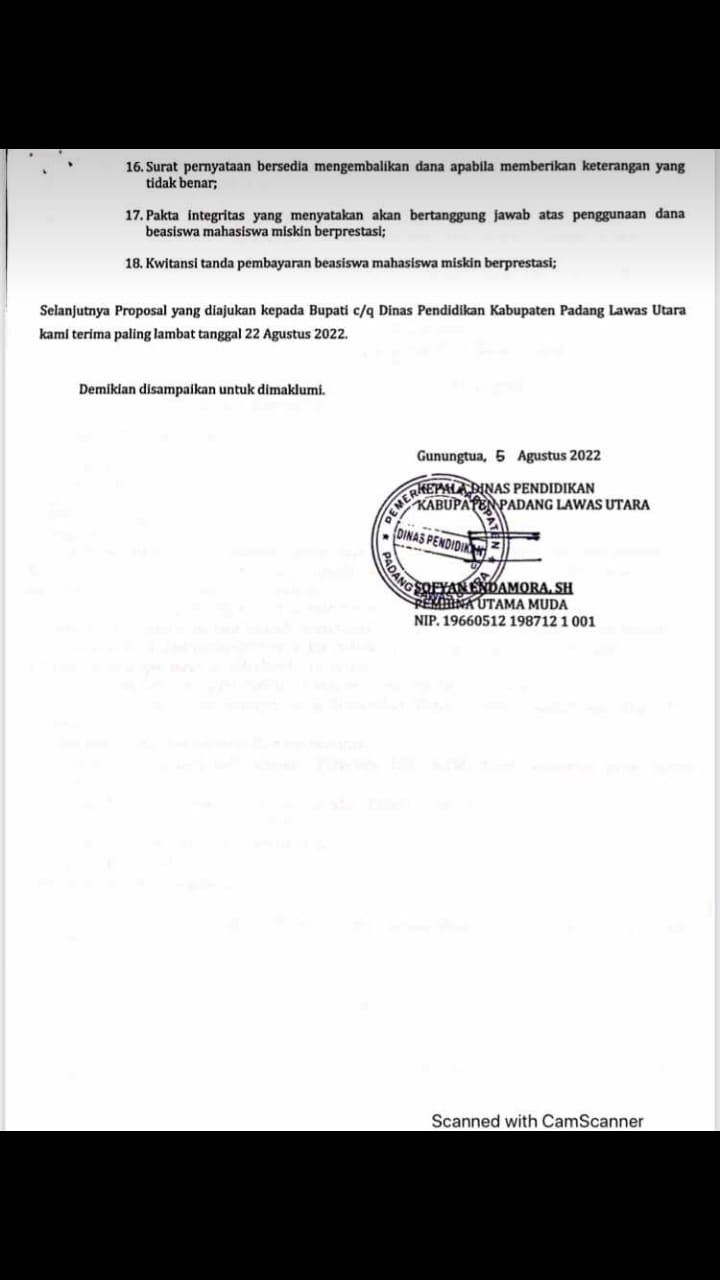 16. Surat pernyataan bersedia mengembalikan dana apabila memberikan keterangan yang
tidak benar;
17. Pakta integritas yang menyatakan akan bertanggung jawab atas penggunaan dana
beasiswa mahasiswa miskin berprestasi;
18. Kwitansi tanda pembayaran beasiswa mahasiswa miskin berprestasi;
Selanjutnya Proposal yang diajukan kepada Bupati c/q Dinas Pendidikan Kabupaten Padang Lawas Utara
kami terima paling lambat tanggal 22 Agustus 2022.
Demikian disampaikan untuk dimaklumi.
Gunungtua, 5 Agustus 2022
KEPALA DINAS PENDIDIKAN
KABUPATEN PADANG LAWAS UTARA
PEMERINTAH KABUPATEN
DINAS PENDIDIKAN
PADANG LAWAS UTARA
SOFYAN ENDAMORA, SH
PEMBINA UTAMA MUDA
NIP. 19660512 198712 1 001
Scanned with CamScanner